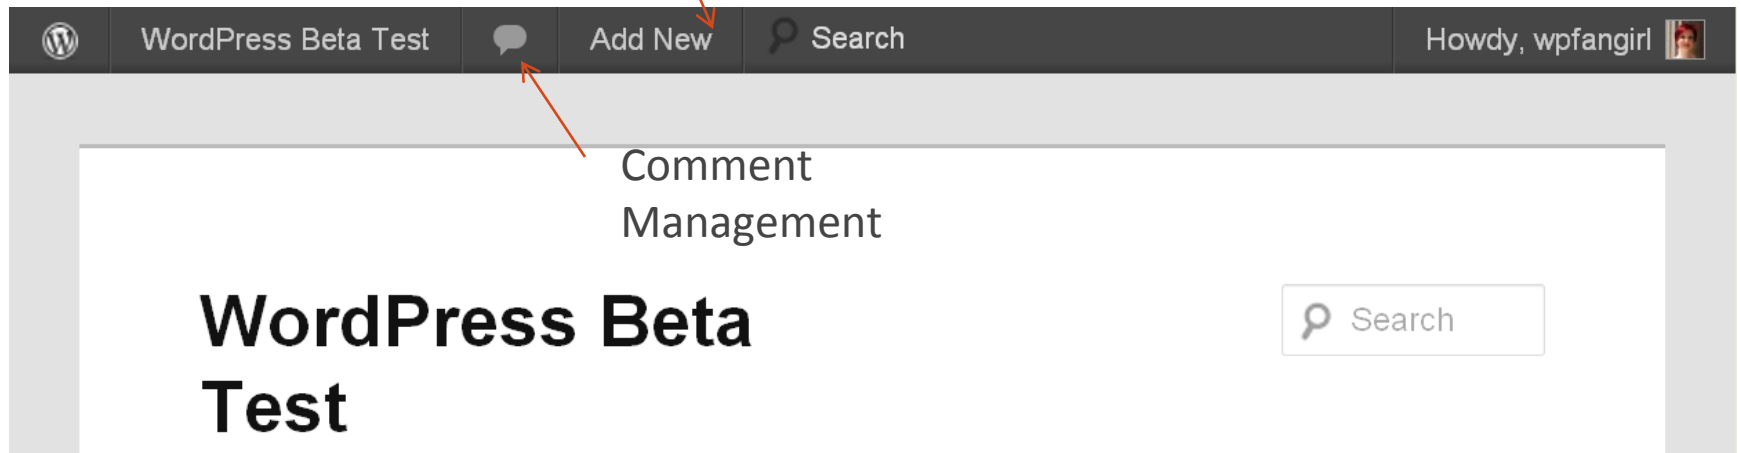 WordPress Beta Test
Add New
Search
Howdy, wpfangirl
Comment
Management
WordPress Beta
Test
Search